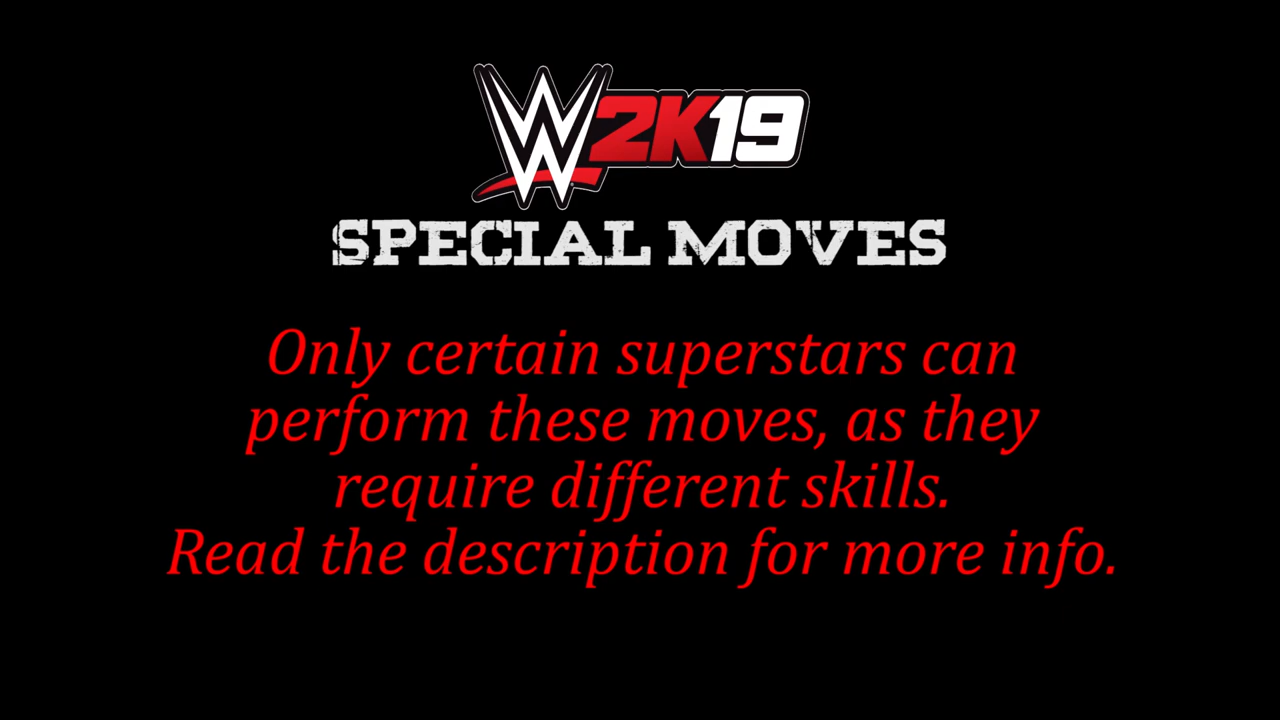 W 2K19
SPECIAL MOVES
Only certain superstars can
perform these moves, as they
require different skills.
Read the description for more info.